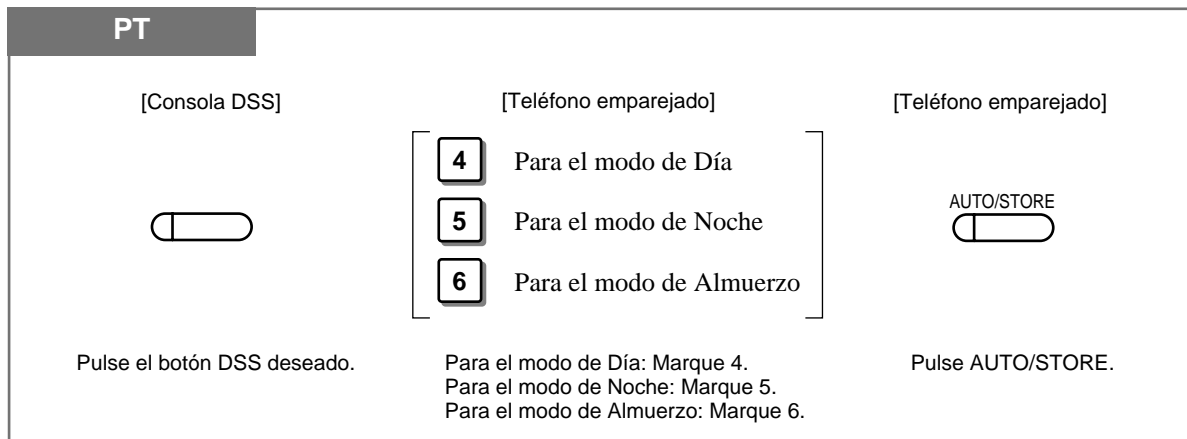 PT
[Consola DSS]
[Teléfono emparejado]
[Teléfono emparejado]
4 Para el modo de Día
5 Para el modo de Noche
6 Para el modo de Almuerzo
AUTO/STORE
Pulse el botón DSS deseado.
Para el modo de Día: Marque 4.
Para el modo de Noche: Marque 5.
Para el modo de Almuerzo: Marque 6.
Pulse AUTO/STORE.